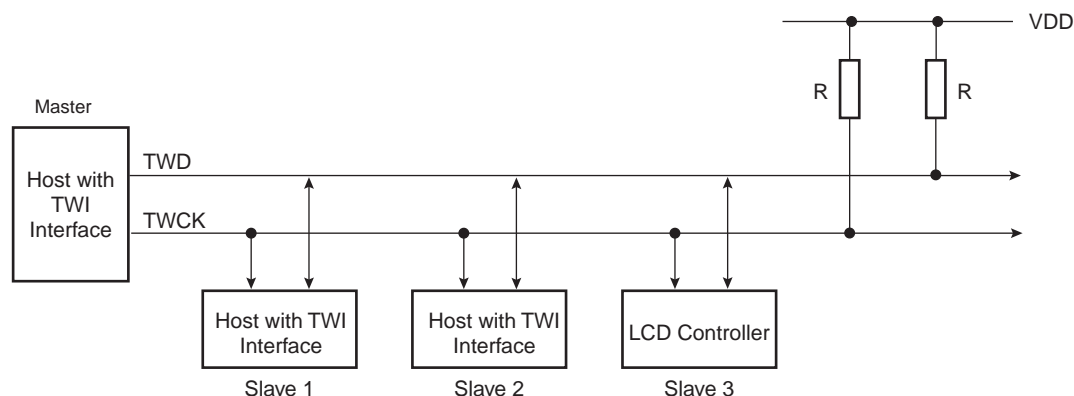 VDD
R
R
Master
Host with
TWI
Interface
TWD
TWCK
Host with TWI
Interface
Slave 1
Host with TWI
Interface
Slave 2
LCD Controller
Slave 3